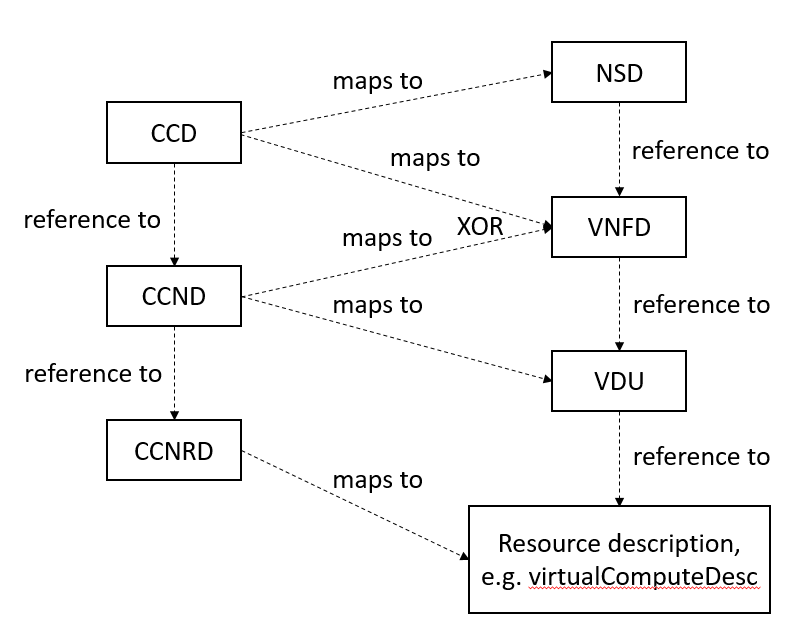 NSD
maps to
CCD
maps to
reference to
reference to
XOR
VNFD
maps to
CCND
maps to
reference to
reference to
VDU
CCNRD
reference to
maps to
Resource description,
e.g. virtualComputeDesc